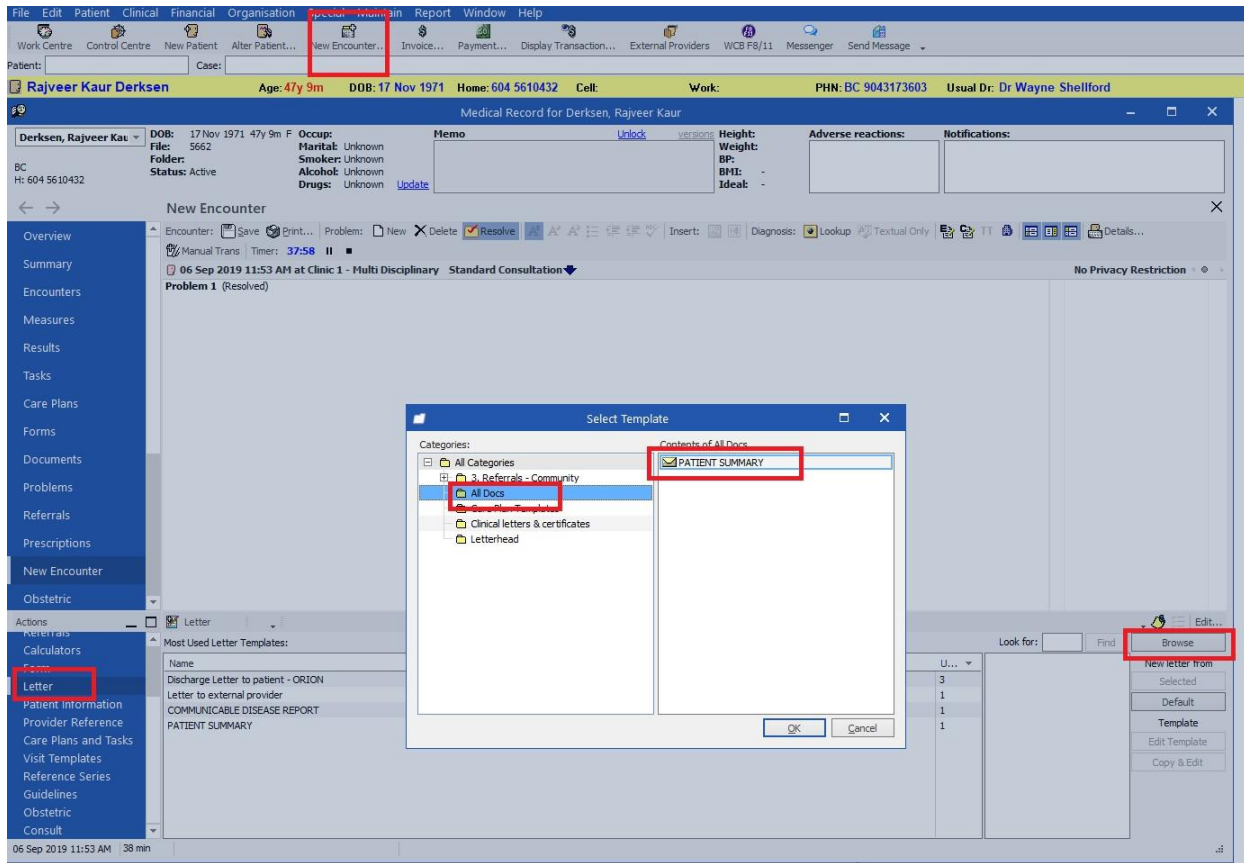 File Edit Patient Clinical Financial Organisation Special Maintain Report Window Help
Work Centre Control Centre New Patient Alter Patient... New Encounter.. Invoice... Payment... Display Transaction... External Providers WCB F8/11 Messenger Send Message
Patient: Case:
Rajveer Kaur Derksen Age: 47y 9m DOB: 17 Nov 1971 Home: 604 5610432 Cell: Work: PHN: BC 9043173603 Usual Dr: Dr Wayne Shellford
Medical Record for Derksen, Rajveer Kaur
Derksen, Rajveer Kau
BC
H: 604 5610432
DOB: 17 Nov 1971 47y 9m F
File: 5662
Folder:
Status: Active
Occup:
Marital: Unknown
Smoker: Unknown
Alcohol: Unknown
Drugs: Unknown Update
Memo Unlock versions
Height:
Weight:
BP:
BMI: -
Ideal: -
Adverse reactions:
Notifications:
New Encounter
Encounter: Save Print... Problem: New Delete Resolve Insert: Diagnosis: Lookup Textual Only Details...
Manual Trans Timer: 37:58
06 Sep 2019 11:53 AM at Clinic 1 - Multi Disciplinary Standard Consultation No Privacy Restriction
Problem 1 (Resolved)
Overview
Summary
Encounters
Measures
Results
Tasks
Care Plans
Forms
Documents
Problems
Referrals
Prescriptions
New Encounter
Obstetric
Select Template
Categories:
All Categories
3. Referrals - Community
All Docs
Care Plan Templates
Clinical letters & certificates
Letterhead
Contents of All Docs
PATIENT SUMMARY
OK Cancel
Actions
Referrals
Calculators
Form
Letter
Patient Information
Provider Reference
Care Plans and Tasks
Visit Templates
Reference Series
Guidelines
Obstetric
Consult
Letter Edit...
Most Used Letter Templates: Look for: Find Browse
Name U...
Discharge Letter to patient - ORION 3
Letter to external provider 1
COMMUNICABLE DISEASE REPORT 1
PATIENT SUMMARY 1
New letter from
Selected
Default
Template
Edit Template
Copy & Edit
06 Sep 2019 11:53 AM 38 min